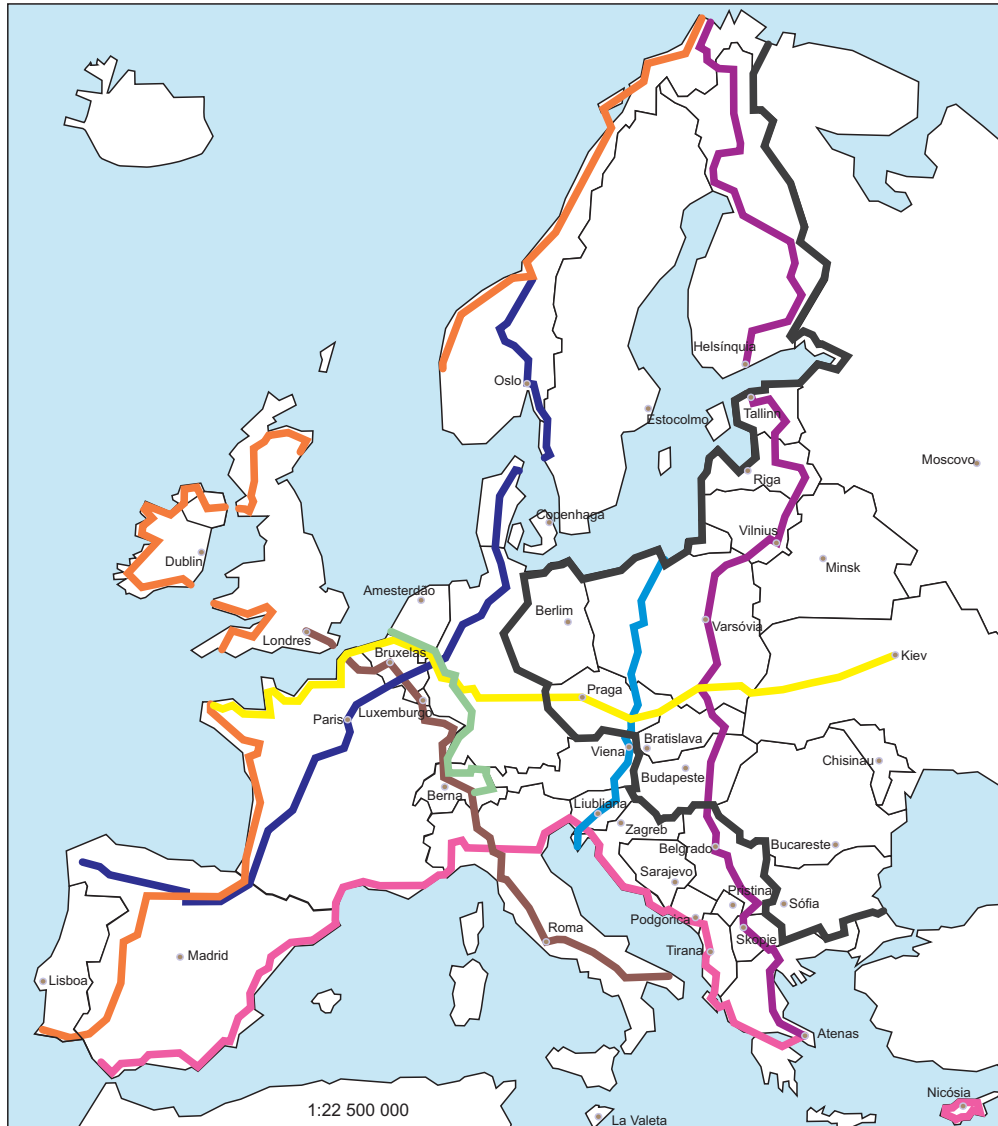 Helsínquia
Oslo
Tallinn
Estocolmo
Moscovo
Riga
Copenhaga
Vilnius
Dublin
Minsk
Amesterdão
Berlim
Varsóvia
Londres
Bruxelas
Kiev
Praga
Luxemburgo
Paris
Viena
Bratislava
Chisinau
Budapeste
Berna
Liubliana
Zagreb
Belgrado
Bucareste
Sarajevo
Pristina
Sófia
Podgorica
Roma
Skopje
Tirana
Madrid
Lisboa
Atenas
Nicósia
1:22 500 000
La Valeta